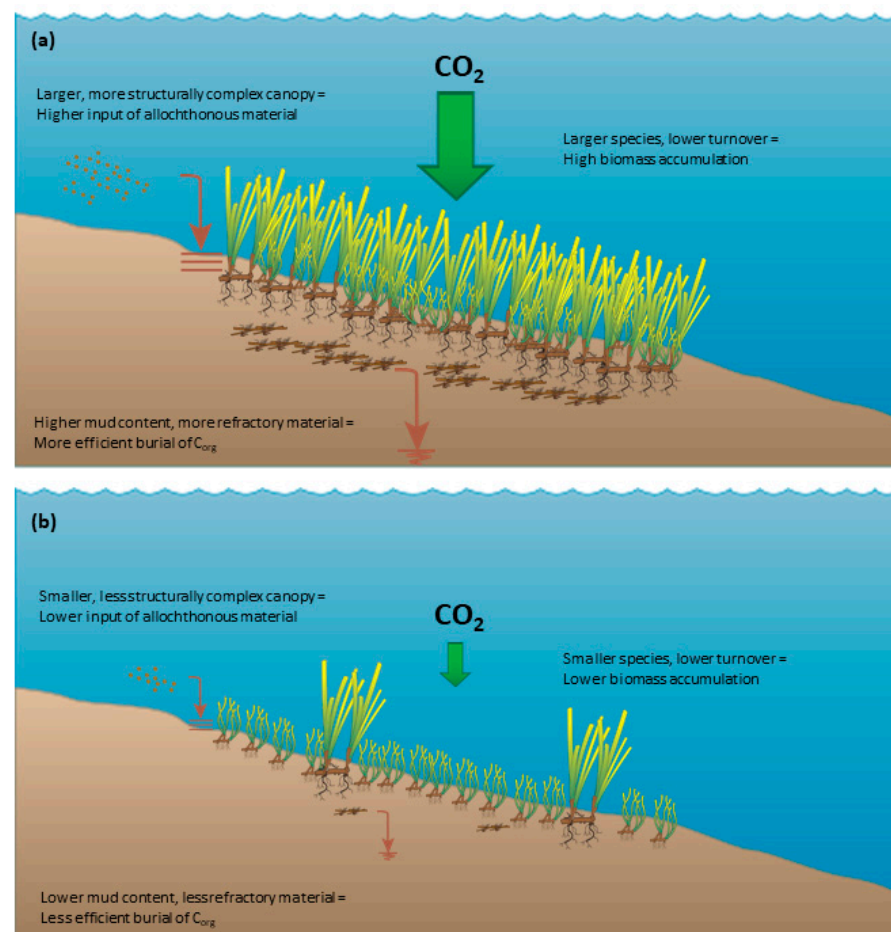 (a)
CO₂
Larger, more structurally complex canopy =
Higher input of allochthonous material
Larger species, lower turnover =
High biomass accumulation
Higher mud content, more refractory material =
More efficient burial of Corg
(b)
Smaller, less structurally complex canopy =
Lower input of allochthonous material
CO₂
Smaller species, lower turnover =
Lower biomass accumulation
Lower mud content, less refractory material =
Less efficient burial of Corg